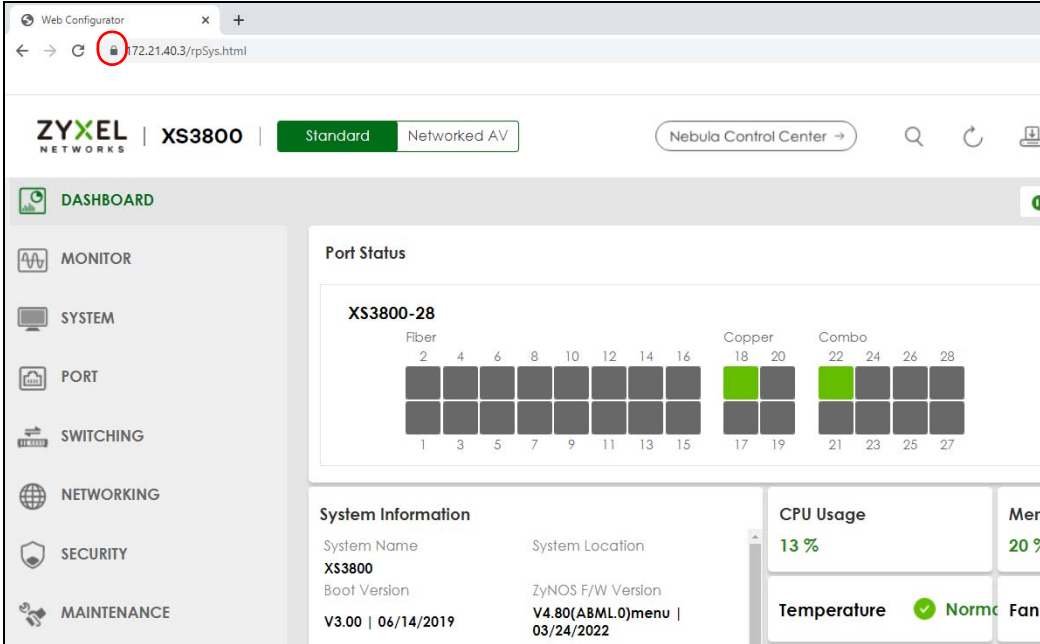 Web Configurator
172.21.40.3/rpSys.html
ZYXEL NETWORKS | XS3800 | Standard Networked AV Nebula Control Center →
DASHBOARD
MONITOR
SYSTEM
PORT
SWITCHING
NETWORKING
SECURITY
MAINTENANCE
Port Status
XS3800-28
Fiber Copper Combo
2 4 6 8 10 12 14 16 18 20 22 24 26 28
1 3 5 7 9 11 13 15 17 19 21 23 25 27
System Information
System Name System Location
XS3800
Boot Version ZyNOS F/W Version
V3.00 | 06/14/2019 V4.80(ABML.0)menu |
03/24/2022
CPU Usage
13 %
Mer
20 %
Temperature Normc
Fan